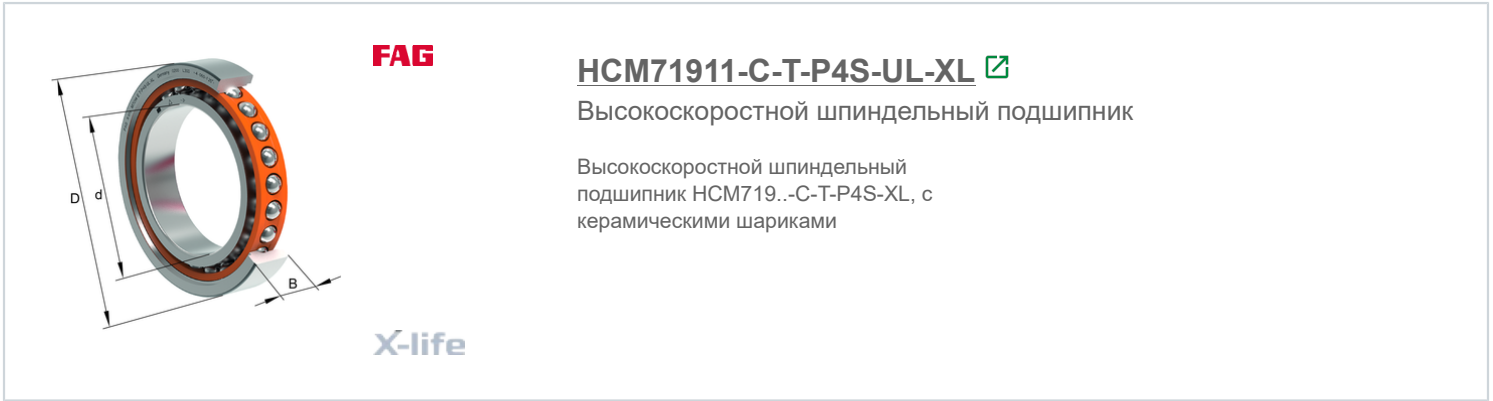 FAG
HCM71911-C-T-P4S-UL-XL
Высокоскоростной шпиндельный подшипник
Высокоскоростной шпиндельный
подшипник HCM719..-C-T-P4S-XL, с
керамическими шариками
D
d
B
X-life